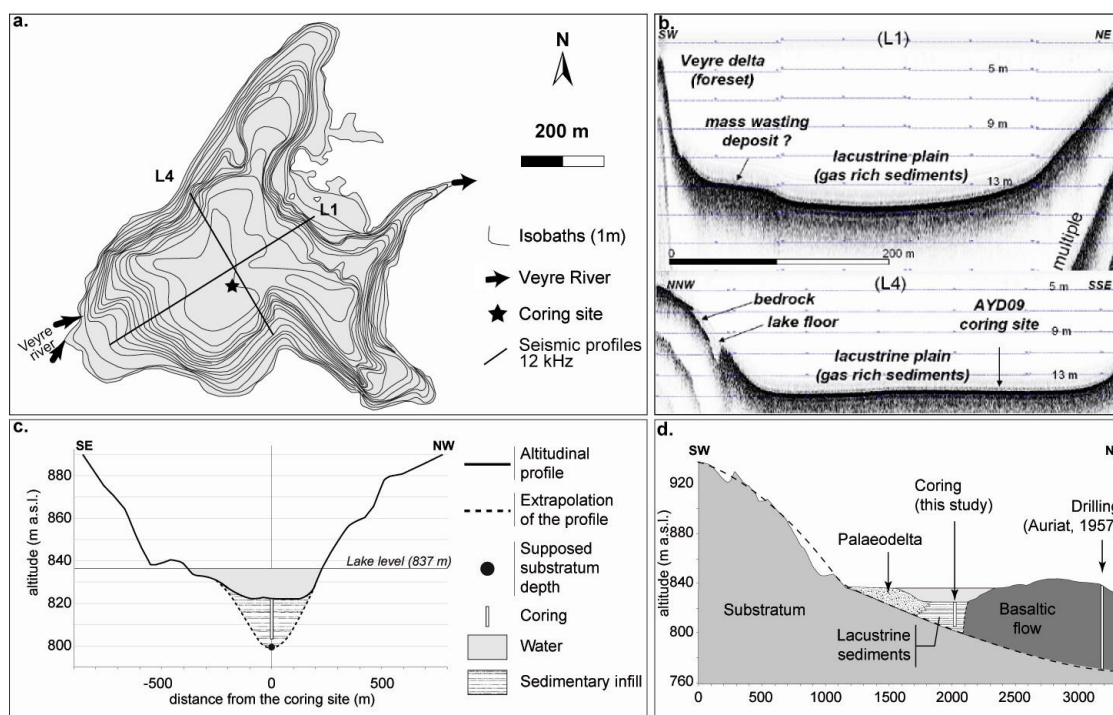 a.
N
200 m
L4
L1
Isobaths (1m)
Veyre River
Coring site
Seismic profiles
12 kHz
Veyre
river
b.
SW
(L1)
NE
Veyre delta
(foreset)
5 m
9 m
mass wasting
deposit ?
lacustrine plain
(gas rich sediments)
13 m
multiple
0
200 m
NNW
(L4)
5 m
SSE
bedrock
lake floor
AYD09
coring site
9 m
lacustrine plain
(gas rich sediments)
13 m
c.
SE
NW
880
860
840
820
800
altitude (m a.s.l.)
Lake level (837 m)
-500
0
500
distance from the coring site (m)
Altitudinal
profile
Extrapolation
of the profile
Supposed
substratum
depth
Coring
Water
Sedimentary infill
d.
SW
N
920
880
840
800
760
altitude (m a.s.l.)
Coring
(this study)
Drilling
(Auriat, 1957)
Palaeodelta
Substratum
Basaltic
flow
Lacustrine
sediments
0
500
1000
1500
2000
2500
3000